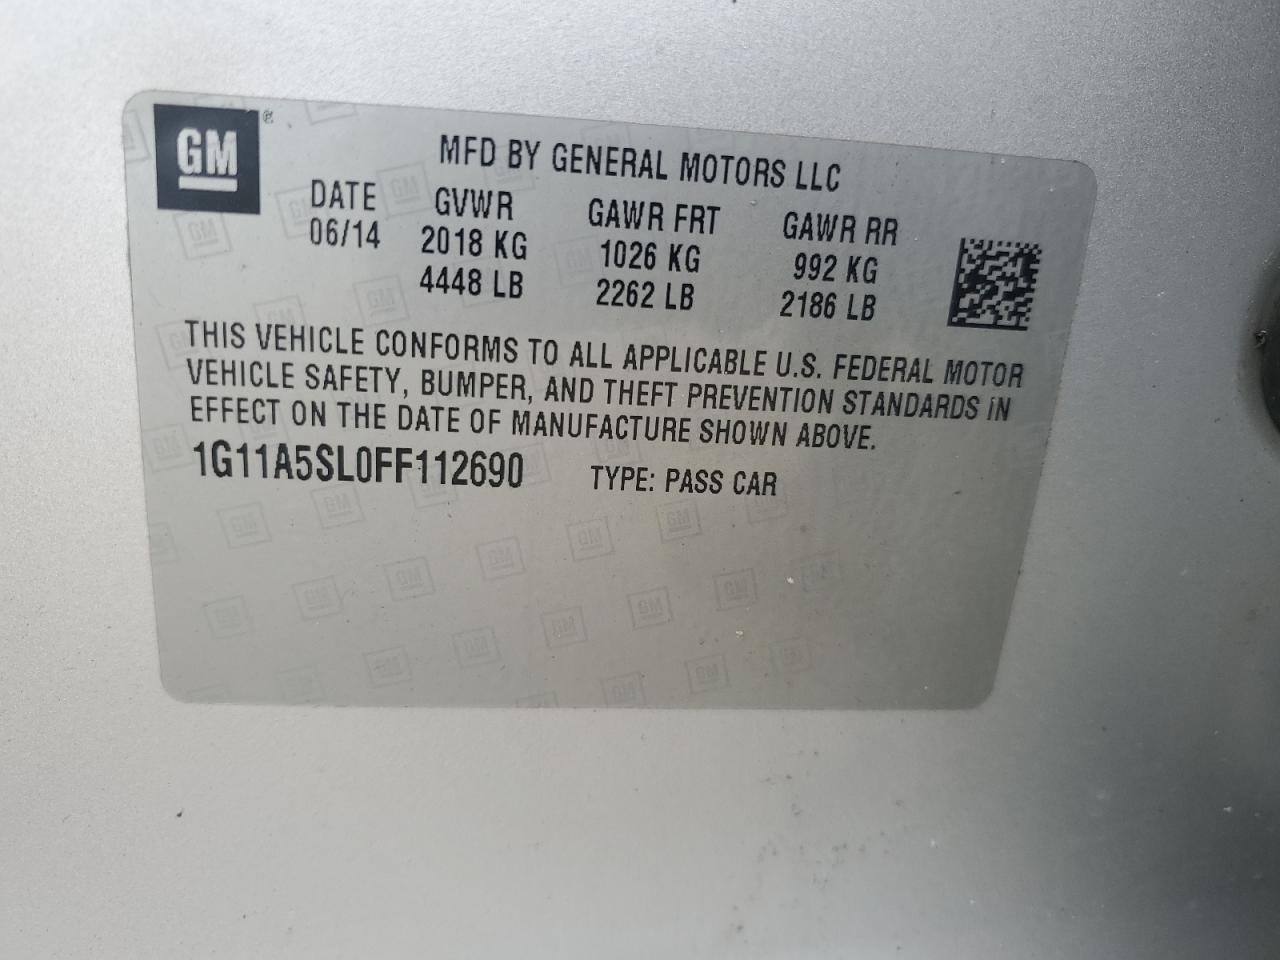 GM
MFD BY GENERAL MOTORS LLC
DATE GVWR GAWR FRT GAWR RR
06/14 2018 KG 1026 KG 992 KG
4448 LB 2262 LB 2186 LB
THIS VEHICLE CONFORMS TO ALL APPLICABLE U.S. FEDERAL MOTOR
VEHICLE SAFETY, BUMPER, AND THEFT PREVENTION STANDARDS IN
EFFECT ON THE DATE OF MANUFACTURE SHOWN ABOVE.
1G11A5SL0FF112690 TYPE: PASS CAR